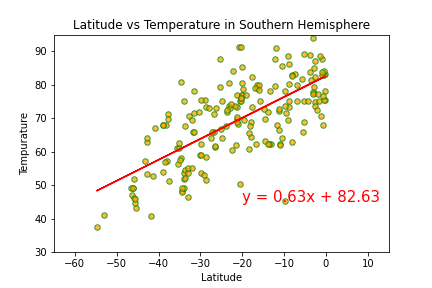 Latitude vs Temperature in Southern Hemisphere
90
80
70
60
50
40
30
Tempurature
y = 0.63x + 82.63
−60 −50 −40 −30 −20 −10 0 10
Latitude